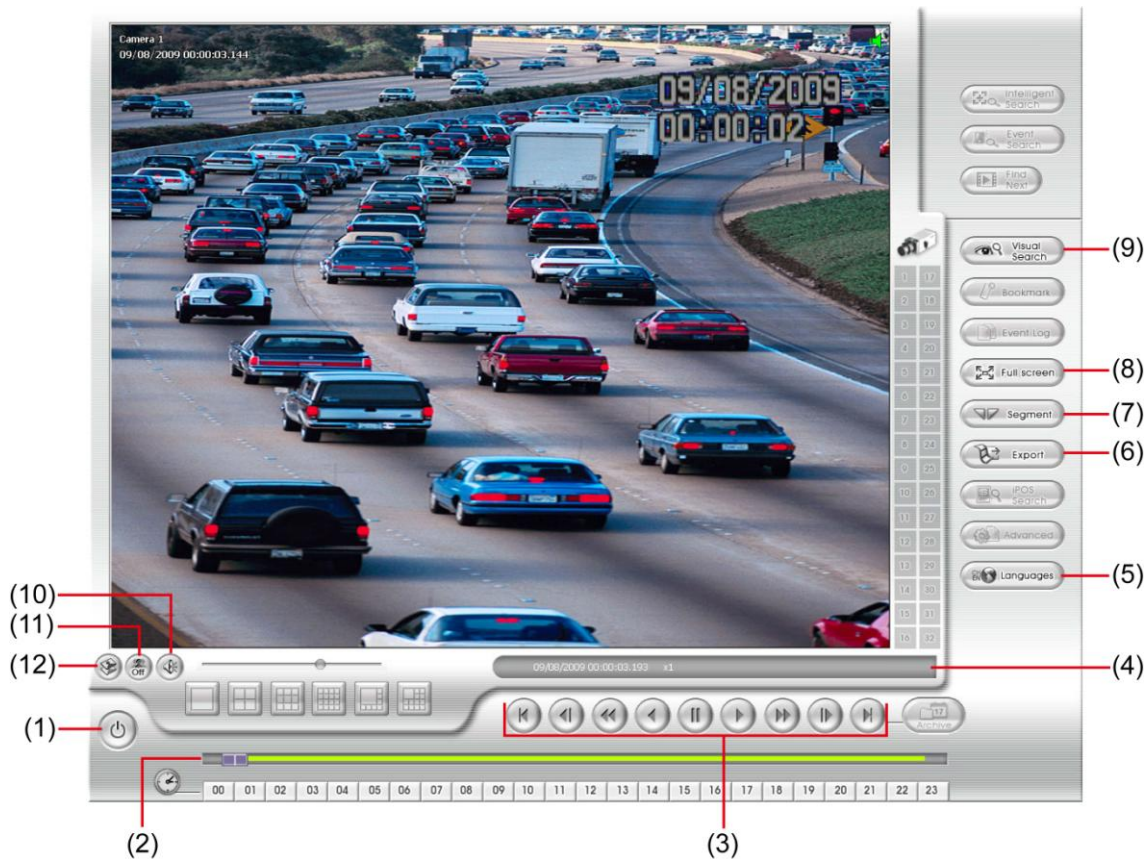 Camera 1
09/08/2009 00:00:03.144
09/08/2009
00:00:02
Intelligent
Search
Event
Search
Find
Next
(9)
Visual
Search
Bookmark
Event Log
(8)
Full screen
(7)
Segment
(6)
Export
iPOS
Search
Advanced
(5)
Languages
1 17
2 18
3 19
4 20
5 21
6 22
7 23
8 24
9 25
10 26
11 27
12 28
13 29
14 30
15 31
16 32
(10)
(11)
(12)
Off
09/08/2009 00:00:03.193 x1
(4)
(1)
17
Archive
00 01 02 03 04 05 06 07 08 09 10 11 12 13 14 15 16 17 18 19 20 21 22 23
(2)
(3)